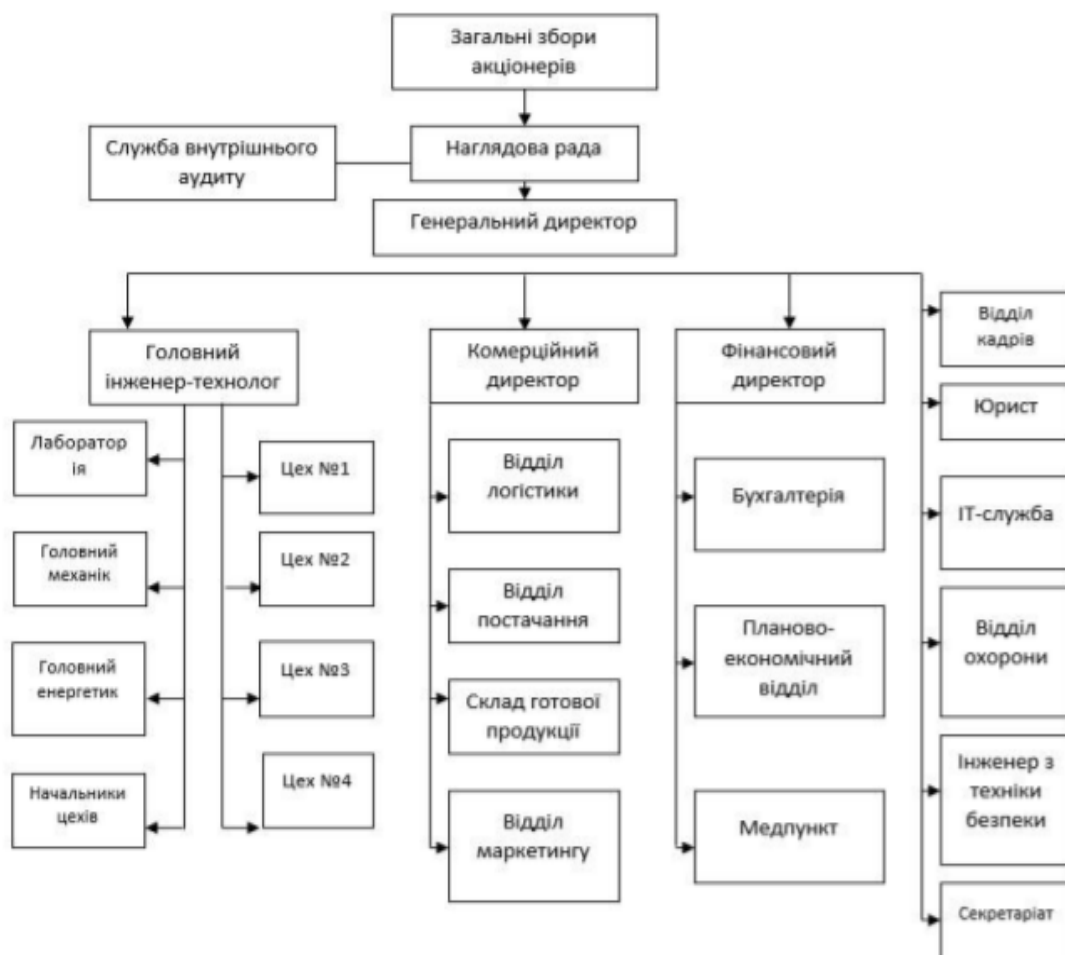 Загальні збори
акціонерів
Служба внутрішнього
аудиту
Наглядова рада
Генеральний директор
Головний
інженер-технолог
Комерційний
директор
Фінансовий
директор
Відділ
кадрів
Юрист
ІТ-служба
Відділ
охорони
Інженер з
техніки
безпеки
Секретаріат
Лаборатор
ія
Головний
механік
Головний
енергетик
Начальники
цехів
Цех №1
Цех №2
Цех №3
Цех №4
Відділ
логістики
Відділ
постачання
Склад готової
продукції
Відділ
маркетингу
Бухгалтерія
Планово-
економічний
відділ
Медпункт